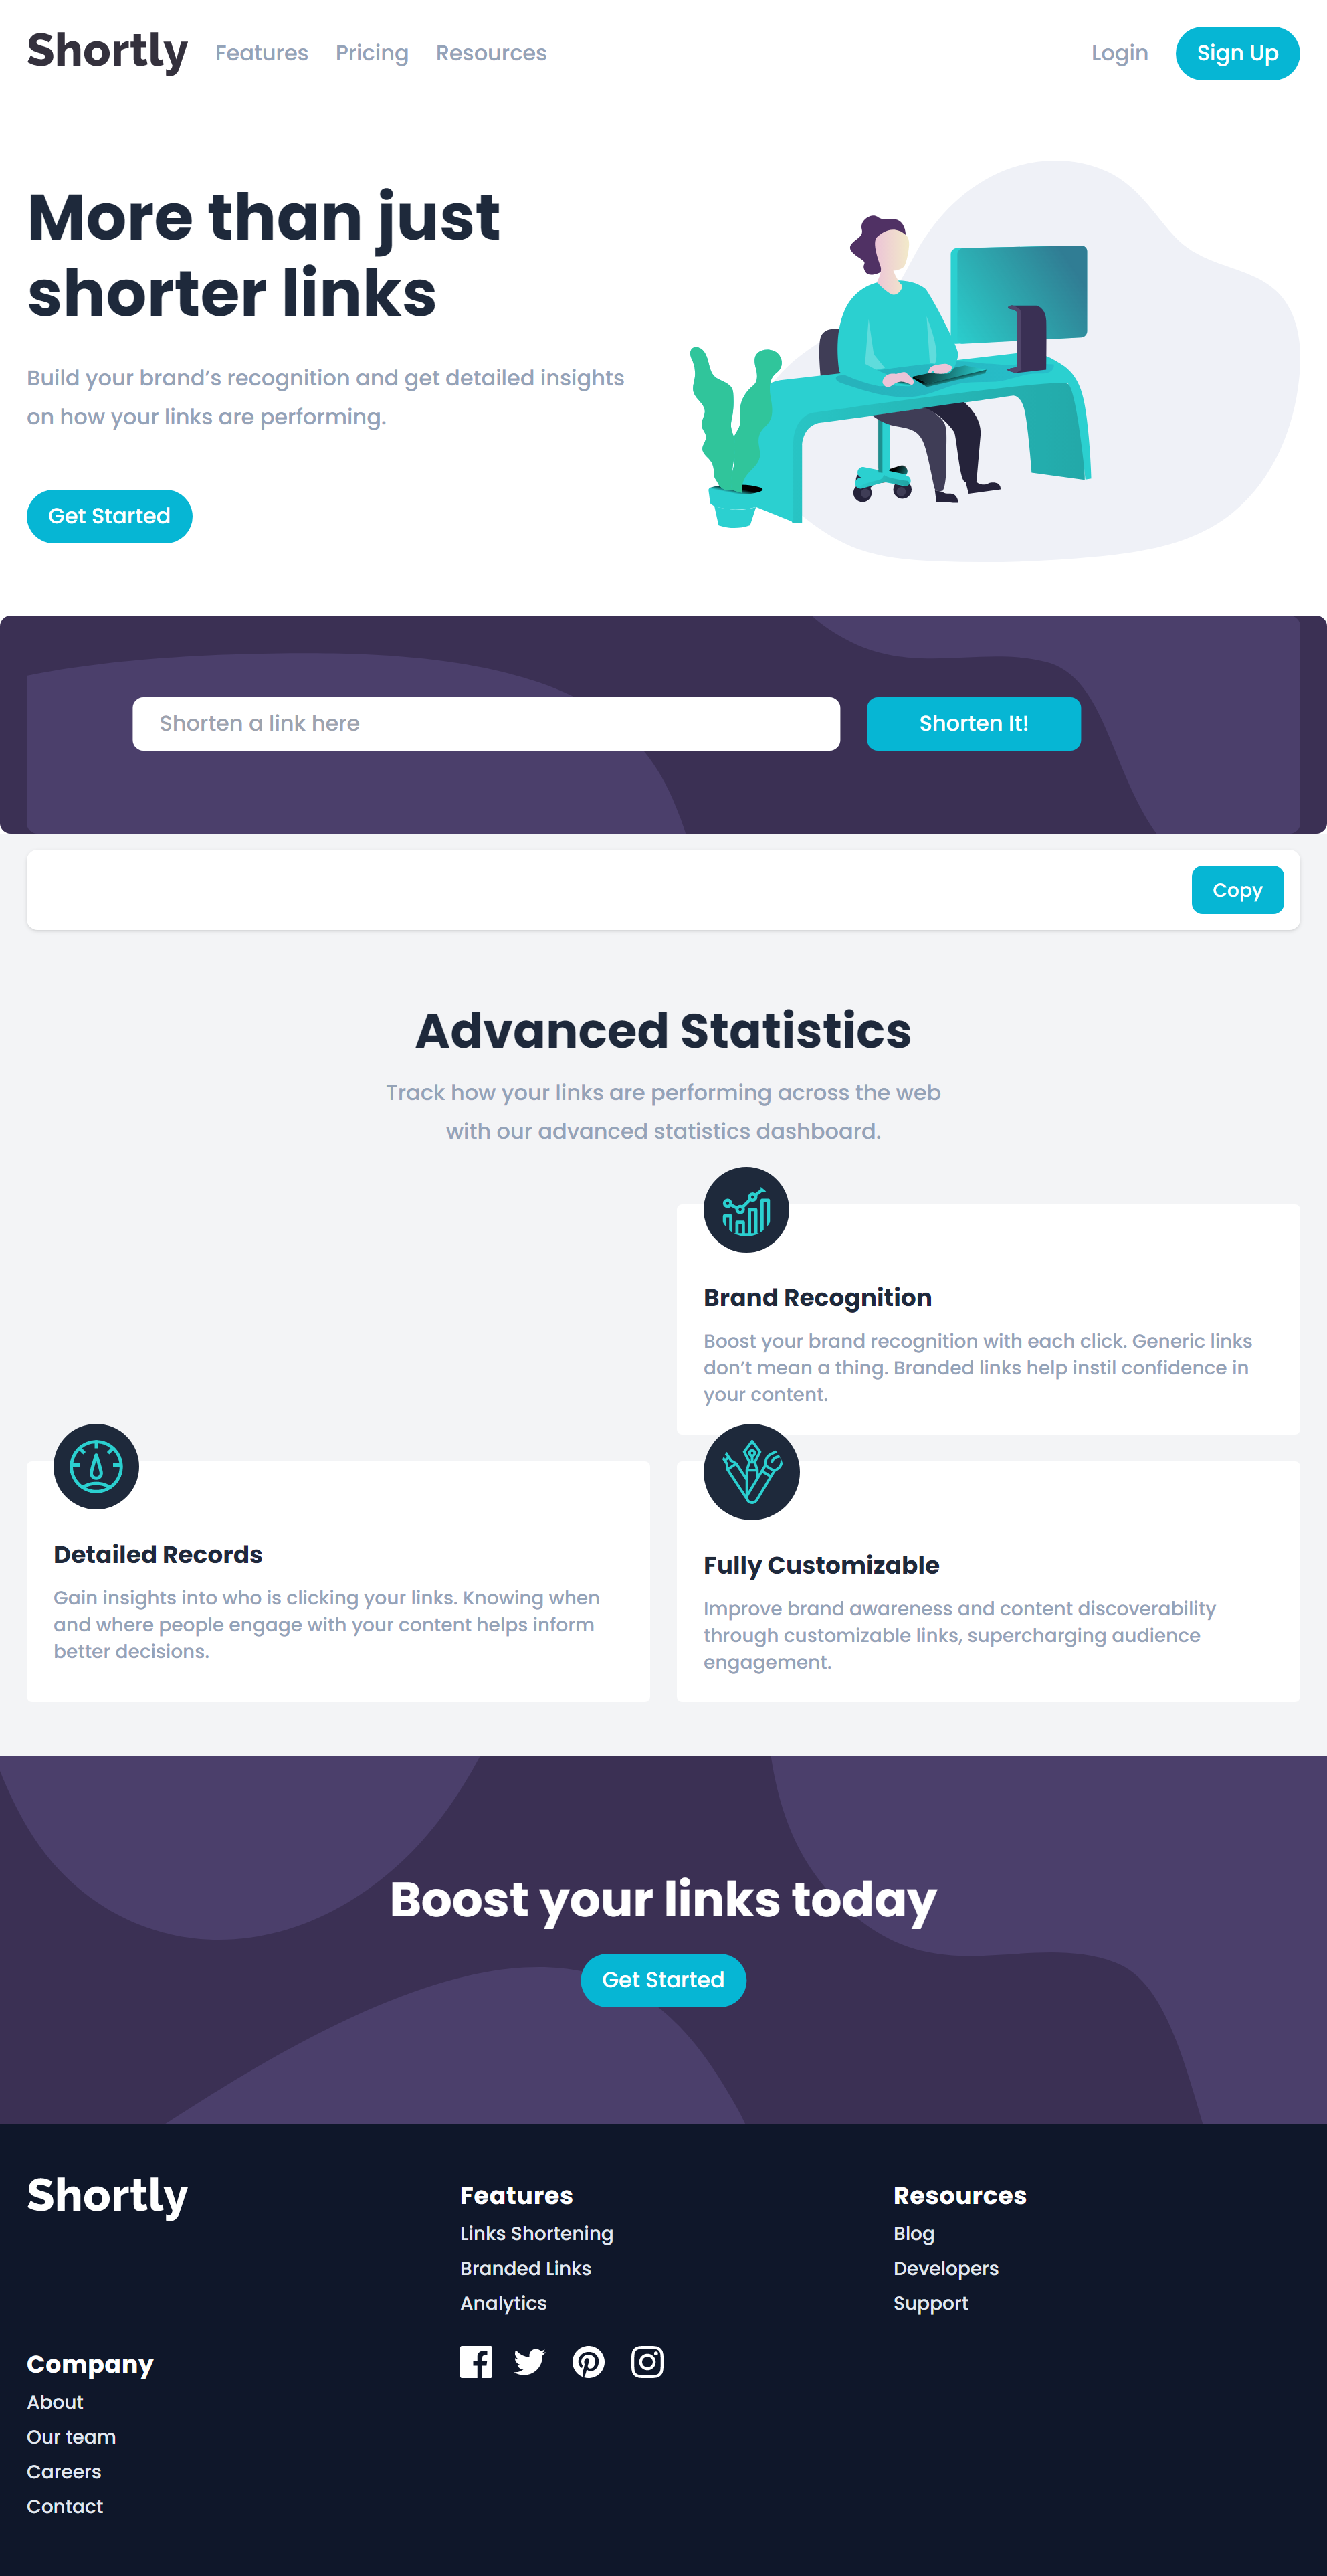 Shortly
Features
Pricing
Resources
Login
Sign Up
More than just
shorter links
Build your brand’s recognition and get detailed insights
on how your links are performing.
Get Started
Shorten a link here
Shorten It!
Copy
Advanced Statistics
Track how your links are performing across the web
with our advanced statistics dashboard.
Brand Recognition
Boost your brand recognition with each click. Generic links
don’t mean a thing. Branded links help instil confidence in
your content.
Detailed Records
Gain insights into who is clicking your links. Knowing when
and where people engage with your content helps inform
better decisions.
Fully Customizable
Improve brand awareness and content discoverability
through customizable links, supercharging audience
engagement.
Boost your links today
Get Started
Shortly
Features
Links Shortening
Branded Links
Analytics
Resources
Blog
Developers
Support
Company
About
Our team
Careers
Contact